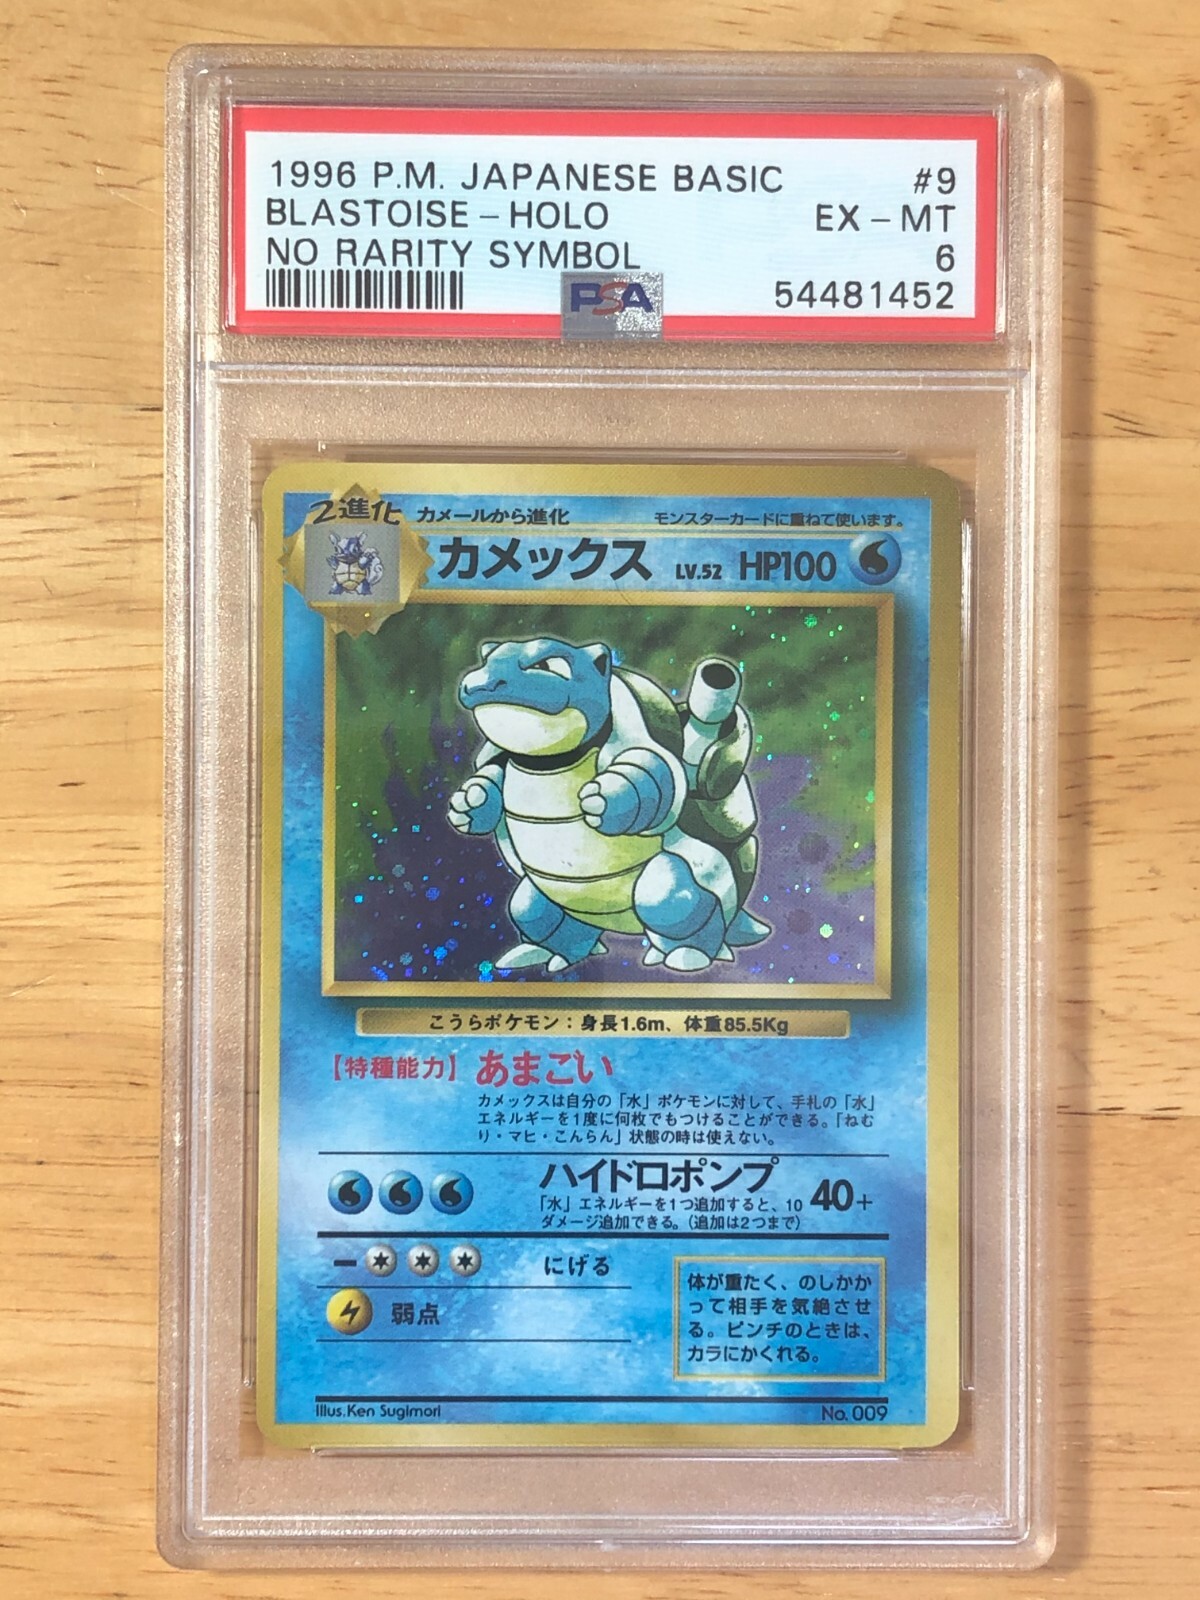 1996 P.M. JAPANESE BASIC #9
BLASTOISE - HOLO EX - MT
NO RARITY SYMBOL 6
PSA 54481452
2進化 カメールから進化 モンスターカードに重ねて使います。
カメックス LV.52 HP100
こうらポケモン：身長1.6m、体重85.5Kg
【特種能力】あまごい
カメックスは自分の「水」ポケモンに対して、手札の「水」
エネルギーを1度に何枚でもつけることができる。「ねむ
り・マヒ・こんらん」状態の時は使えない。
ハイドロポンプ 40+
「水」エネルギーを1つ追加すると、10
ダメージ追加できる。(追加は2つまで)
にげる
弱点
体が重たく、のしかか
って相手を気絶させ
る。ピンチのときは、
カラにかくれる。
Illus.Ken Sugimori No.009